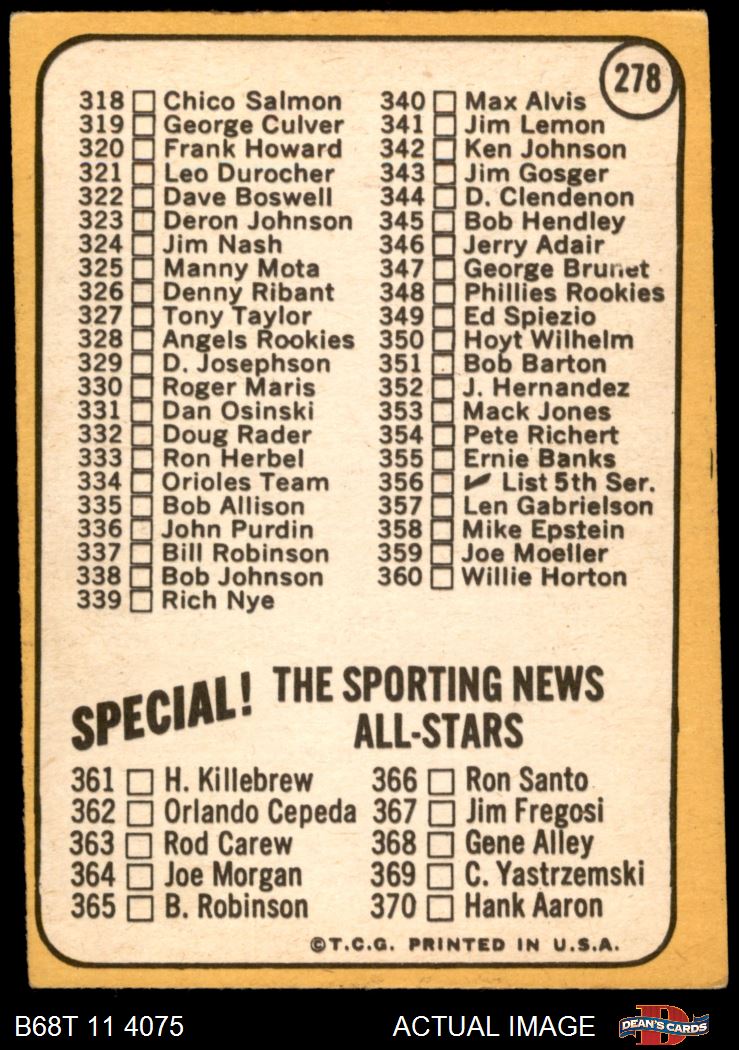 278
318 Chico Salmon
319 George Culver
320 Frank Howard
321 Leo Durocher
322 Dave Boswell
323 Deron Johnson
324 Jim Nash
325 Manny Mota
326 Denny Ribant
327 Tony Taylor
328 Angels Rookies
329 D. Josephson
330 Roger Maris
331 Dan Osinski
332 Doug Rader
333 Ron Herbel
334 Orioles Team
335 Bob Allison
336 John Purdin
337 Bill Robinson
338 Bob Johnson
339 Rich Nye
340 Max Alvis
341 Jim Lemon
342 Ken Johnson
343 Jim Gosger
344 D. Clendenon
345 Bob Hendley
346 Jerry Adair
347 George Brunet
348 Phillies Rookies
349 Ed Spiezio
350 Hoyt Wilhelm
351 Bob Barton
352 J. Hernandez
353 Mack Jones
354 Pete Richert
355 Ernie Banks
356 ✓ List 5th Ser.
357 Len Gabrielson
358 Mike Epstein
359 Joe Moeller
360 Willie Horton
SPECIAL! THE SPORTING NEWS
ALL-STARS
361 H. Killebrew
362 Orlando Cepeda
363 Rod Carew
364 Joe Morgan
365 B. Robinson
366 Ron Santo
367 Jim Fregosi
368 Gene Alley
369 C. Yastrzemski
370 Hank Aaron
©T.C.G. PRINTED IN U.S.A.
B68T 11 4075
ACTUAL IMAGE
D
DEAN'S CARDS